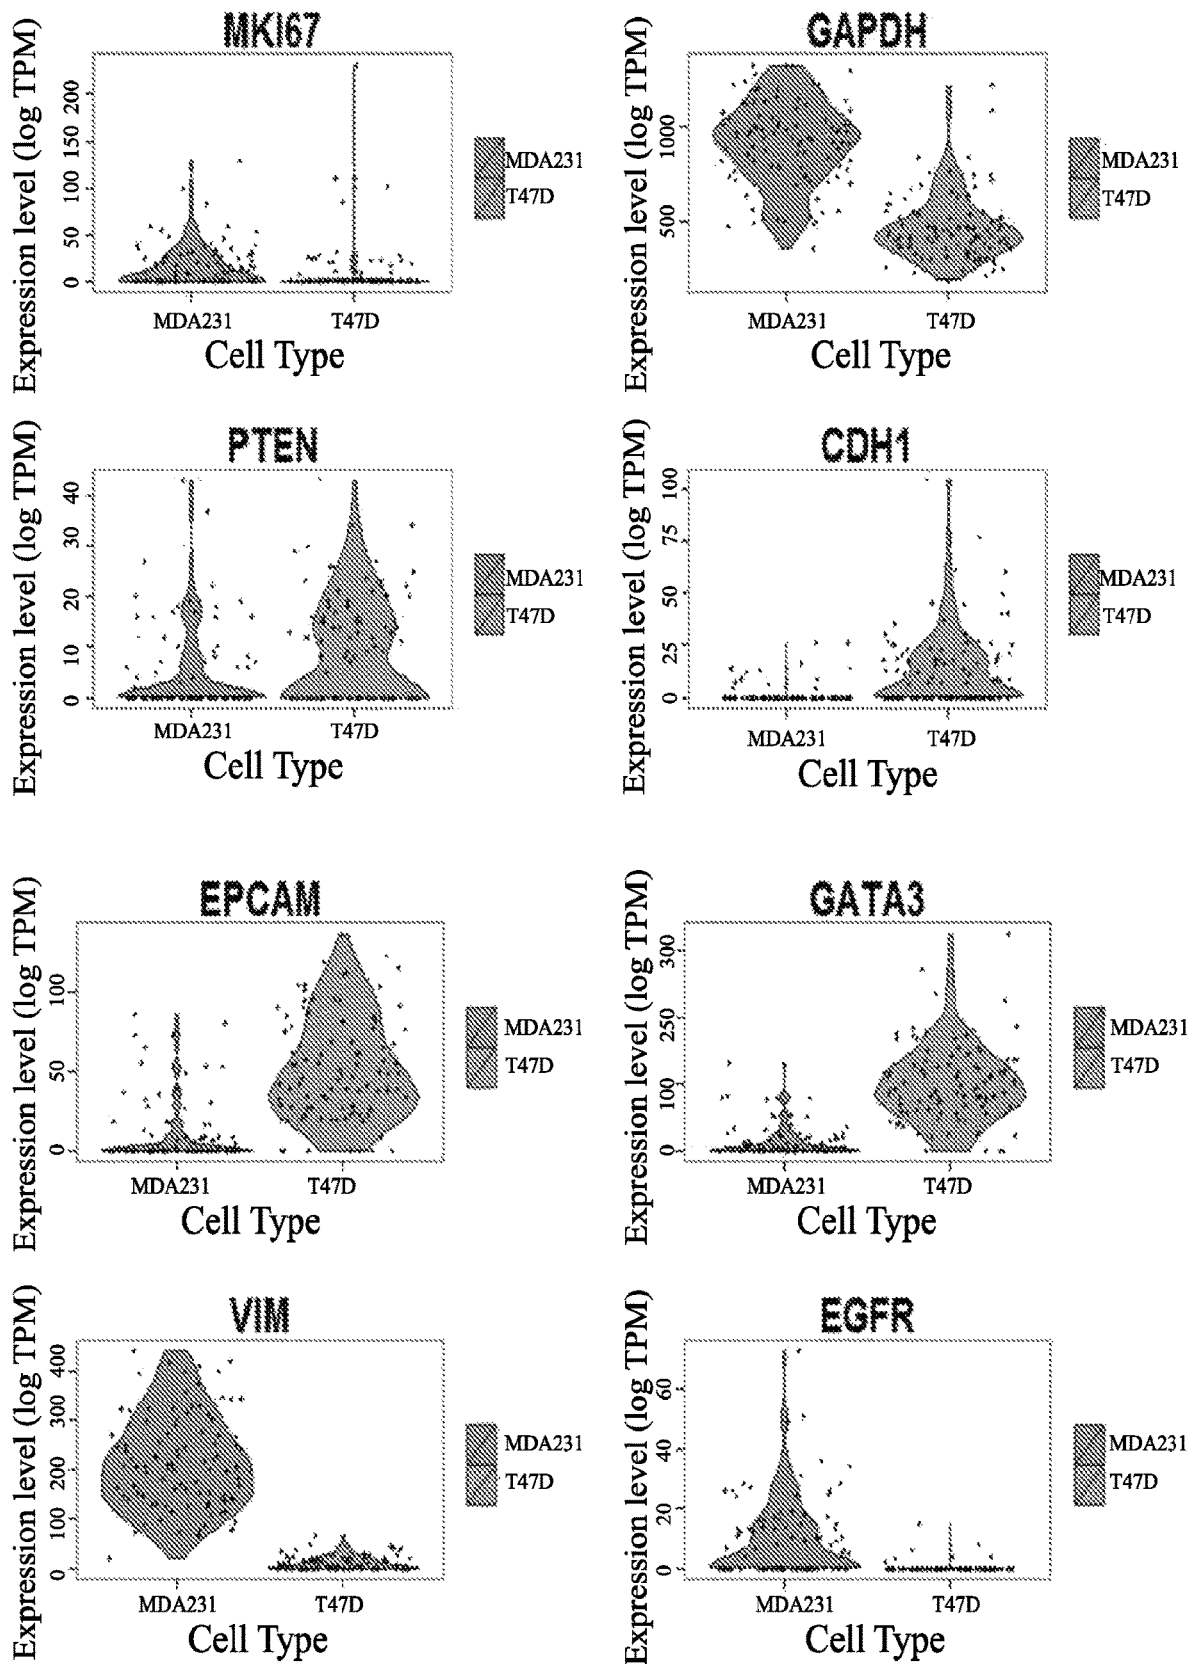 MKI67
Expression level (log TPM)
200
150
100
50
0
MDA231
T47D
MDA231 T47D
Cell Type
GAPDH
Expression level (log TPM)
1000
500
MDA231
T47D
MDA231 T47D
Cell Type
PTEN
Expression level (log TPM)
40
30
20
10
0
MDA231
T47D
MDA231 T47D
Cell Type
CDH1
Expression level (log TPM)
100
75
50
25
0
MDA231
T47D
MDA231 T47D
Cell Type
EPCAM
Expression level (log TPM)
100
50
0
MDA231
T47D
MDA231 T47D
Cell Type
GATA3
Expression level (log TPM)
300
250
100
0
MDA231
T47D
MDA231 T47D
Cell Type
VIM
Expression level (log TPM)
400
300
200
100
0
MDA231
T47D
MDA231 T47D
Cell Type
EGFR
Expression level (log TPM)
60
40
20
0
MDA231
T47D
MDA231 T47D
Cell Type